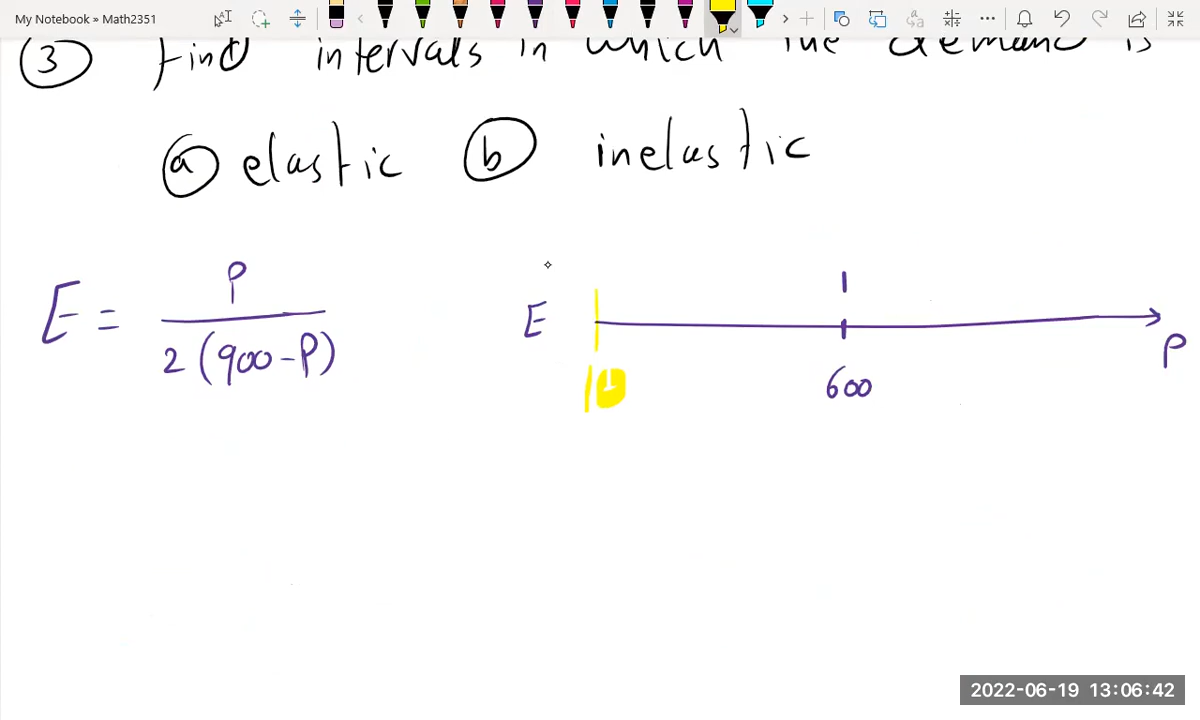 My Notebook » Math2351
③ Find intervals in which the demand is
ⓐ elastic ⓑ inelastic
E = P / 2(900-P)
E
1
600
P
2022-06-19 13:06:42